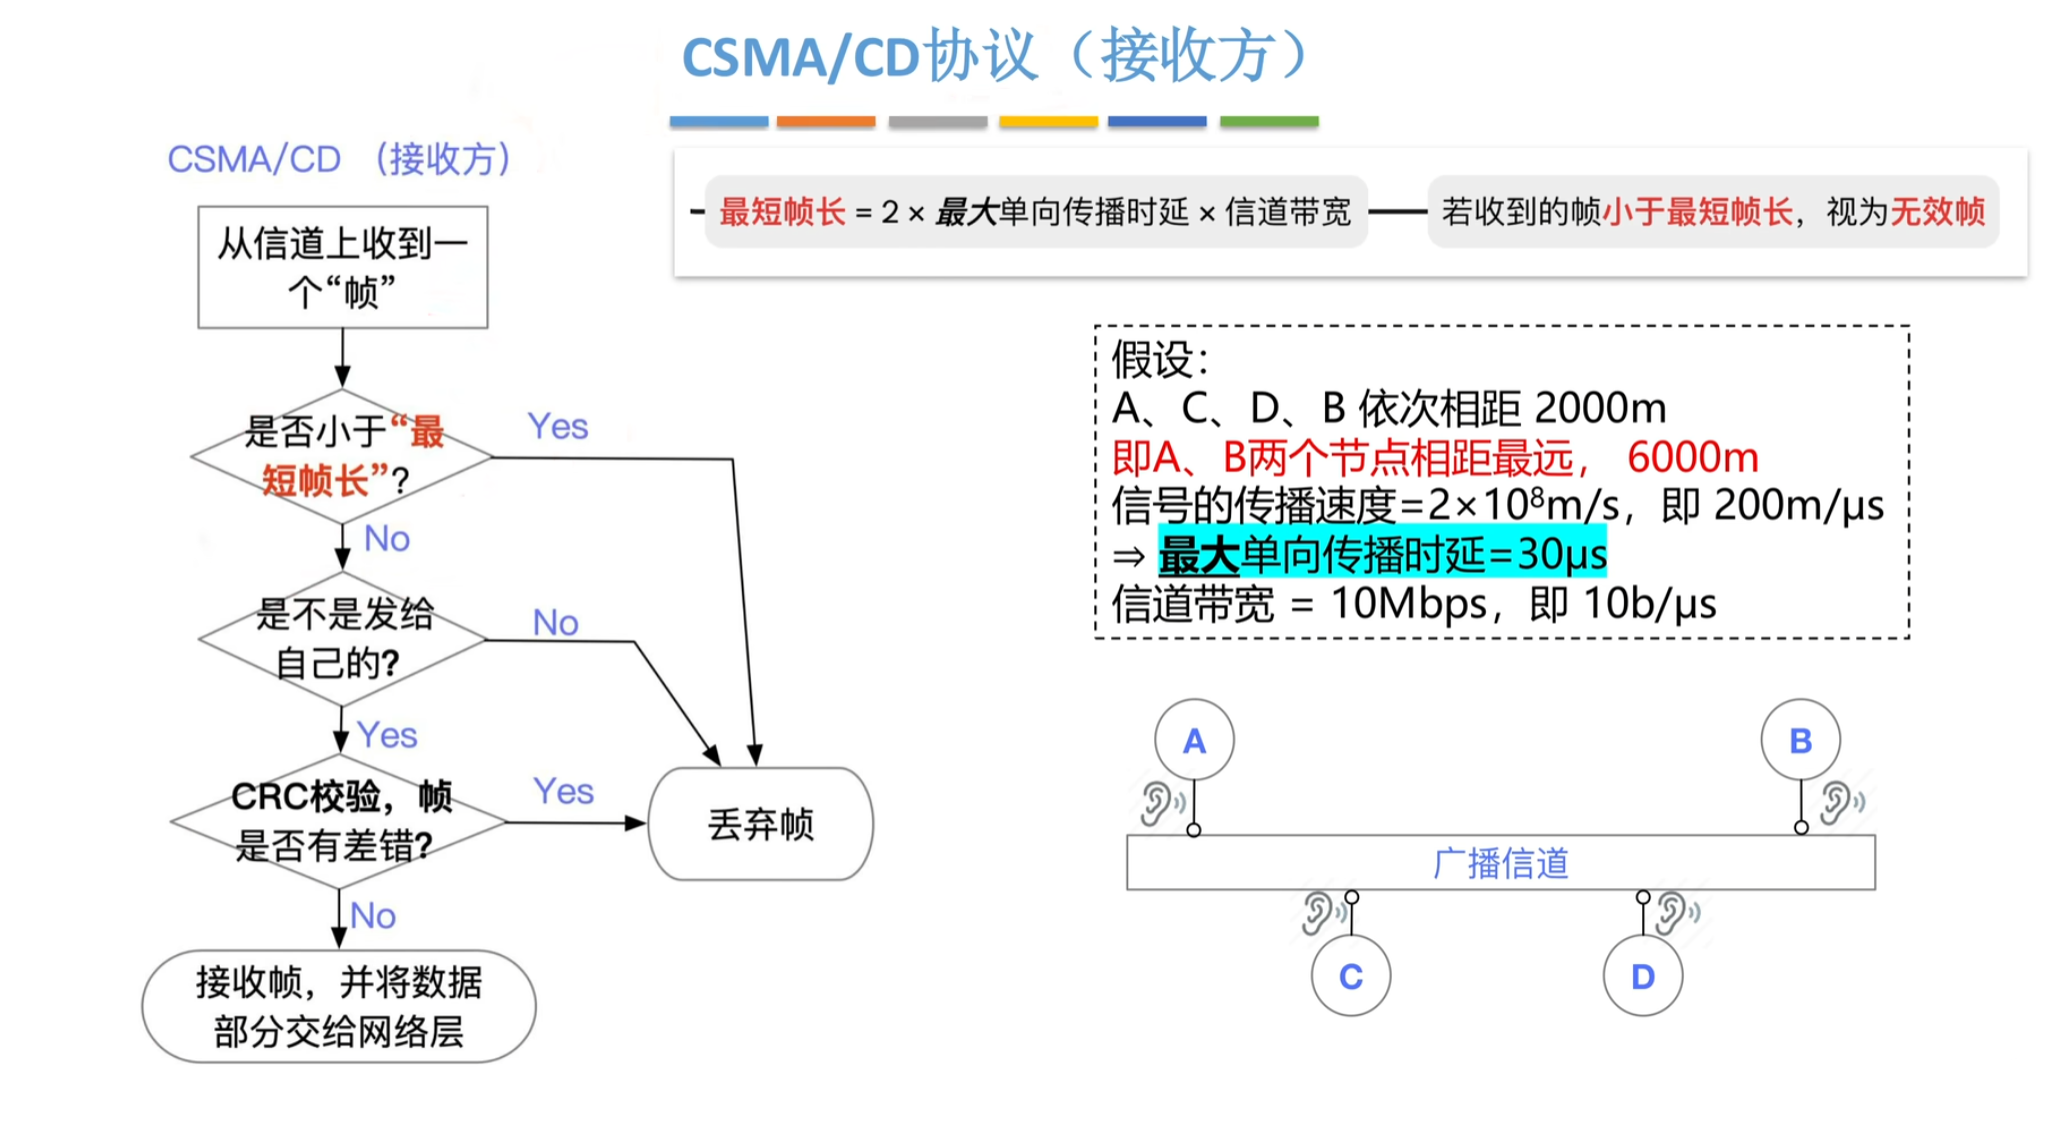 CSMA/CD协议（接收方）
CSMA/CD （接收方）
最短帧长 = 2 × 最大单向传播时延 × 信道带宽
若收到的帧小于最短帧长，视为无效帧
从信道上收到一
个“帧”
是否小于“最
短帧长”?
Yes
No
是不是发给
自己的?
No
Yes
CRC校验，帧
是否有差错?
Yes
丢弃帧
No
接收帧，并将数据
部分交给网络层
假设：
A、C、D、B 依次相距 2000m
即A、B两个节点相距最远， 6000m
信号的传播速度=2×10⁸m/s，即 200m/μs
⇒ 最大单向传播时延=30μs
信道带宽 = 10Mbps，即 10b/μs
A
B
广播信道
C
D